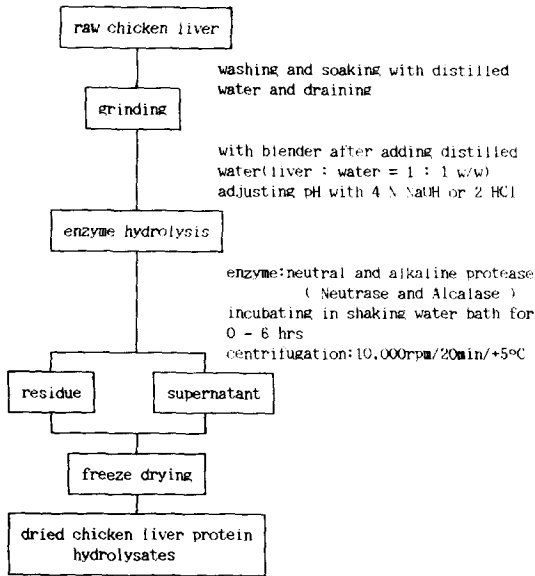 raw chicken liver
washing and soaking with distilled
water and draining
grinding
with blender after adding distilled
water(liver : water = 1 : 1 w/w)
adjusting pH with 4 N NaOH or 2 HCl
enzyme hydrolysis
enzyme:neutral and alkaline protease
( Neutrase and Alcalase )
incubating in shaking water bath for
0 - 6 hrs
centrifugation:10,000rpm/20min/+5°C
residue
supernatant
freeze drying
dried chicken liver protein
hydrolysates